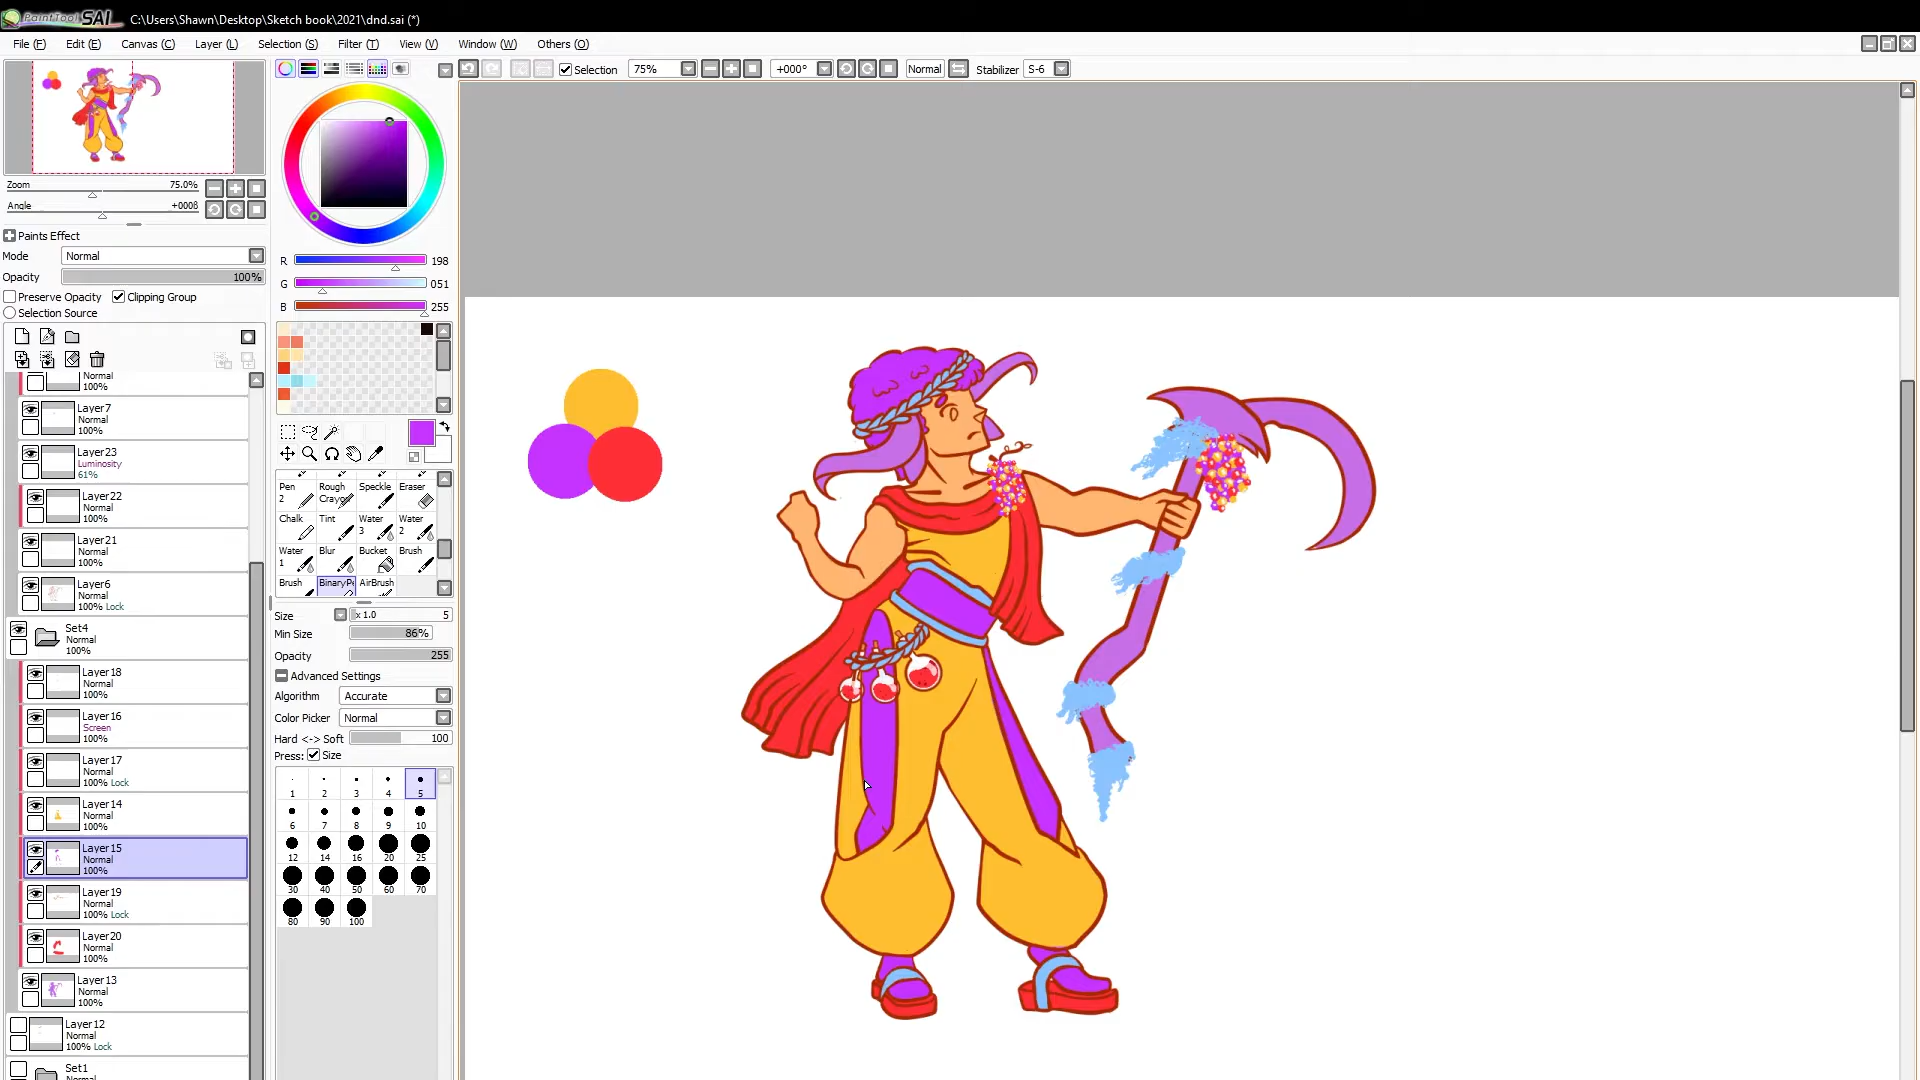 PaintTool SAI C:\Users\Shawn\Desktop\Sketch book\2021\dnd.sai (*)
File (F) Edit (E) Canvas (C) Layer (L) Selection (S) Filter (T) View (V) Window (W) Others (O)
Selection 75% +000° Normal Stabilizer S-6
Zoom 75.0%
Angle +000ß
Paints Effect
Mode Normal
Opacity 100%
Preserve Opacity Clipping Group
Selection Source
Normal
100%
Layer7
Normal
100%
Layer23
Luminosity
61%
Layer22
Normal
100%
Layer21
Normal
100%
Layer6
Normal
100% Lock
Set4
Normal
100%
Layer18
Normal
100%
Layer16
Screen
100%
Layer17
Normal
100% Lock
Layer14
Normal
100%
Layer15
Normal
100%
Layer19
Normal
100% Lock
Layer20
Normal
100%
Layer13
Normal
100%
Layer12
Normal
100% Lock
Set1
Normal
R 198
G 051
B 255
Pen 2 Rough Crayon Speckle Eraser
Chalk Tint Water 3 Water 2
Water 1 Blur Bucket Brush
Brush BinaryPe AirBrush
Size x 1.0 5
Min Size 86%
Opacity 255
Advanced Settings
Algorithm Accurate
Color Picker Normal
Hard <-> Soft 100
Press: Size
1 2 3 4 5
6 7 8 9 10
12 14 16 20 25
30 40 50 60 70
80 90 100